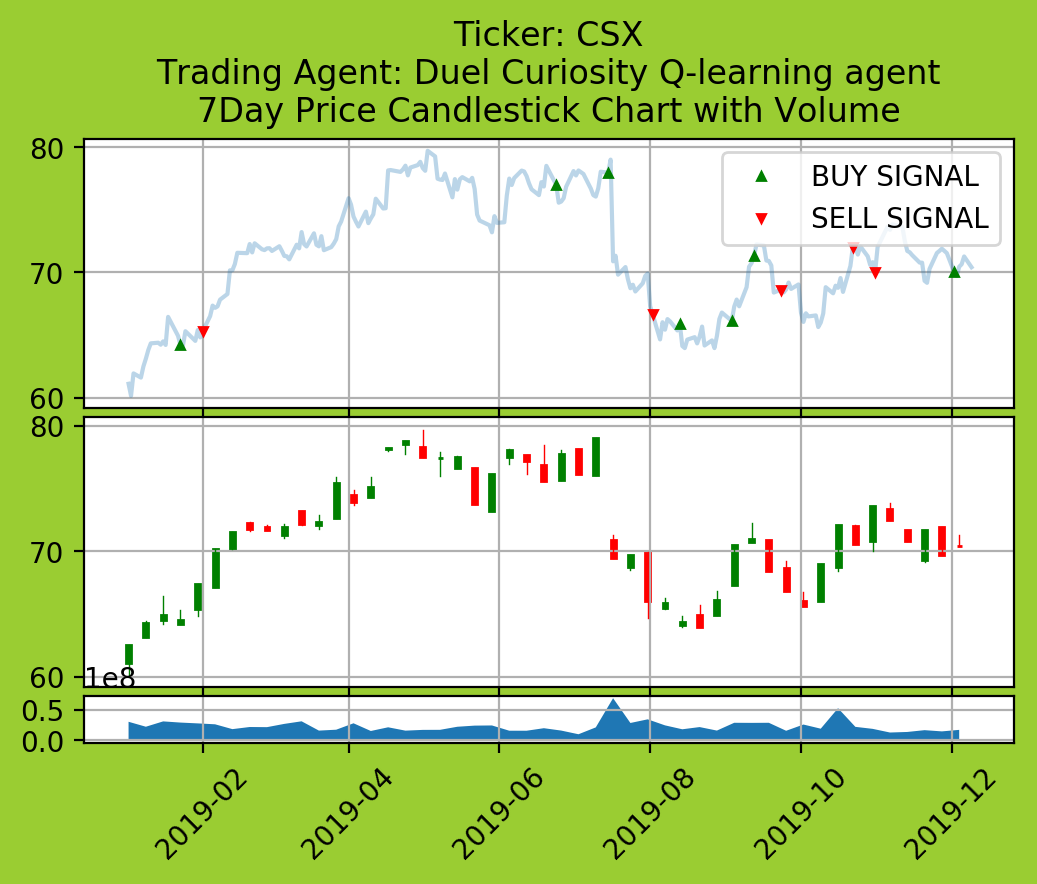 Ticker: CSX
Trading Agent: Duel Curiosity Q-learning agent
7Day Price Candlestick Chart with Volume
80
70
60
BUY SIGNAL
SELL SIGNAL
80
70
60
1e8
0.5
0.0
2019-02
2019-04
2019-06
2019-08
2019-10
2019-12